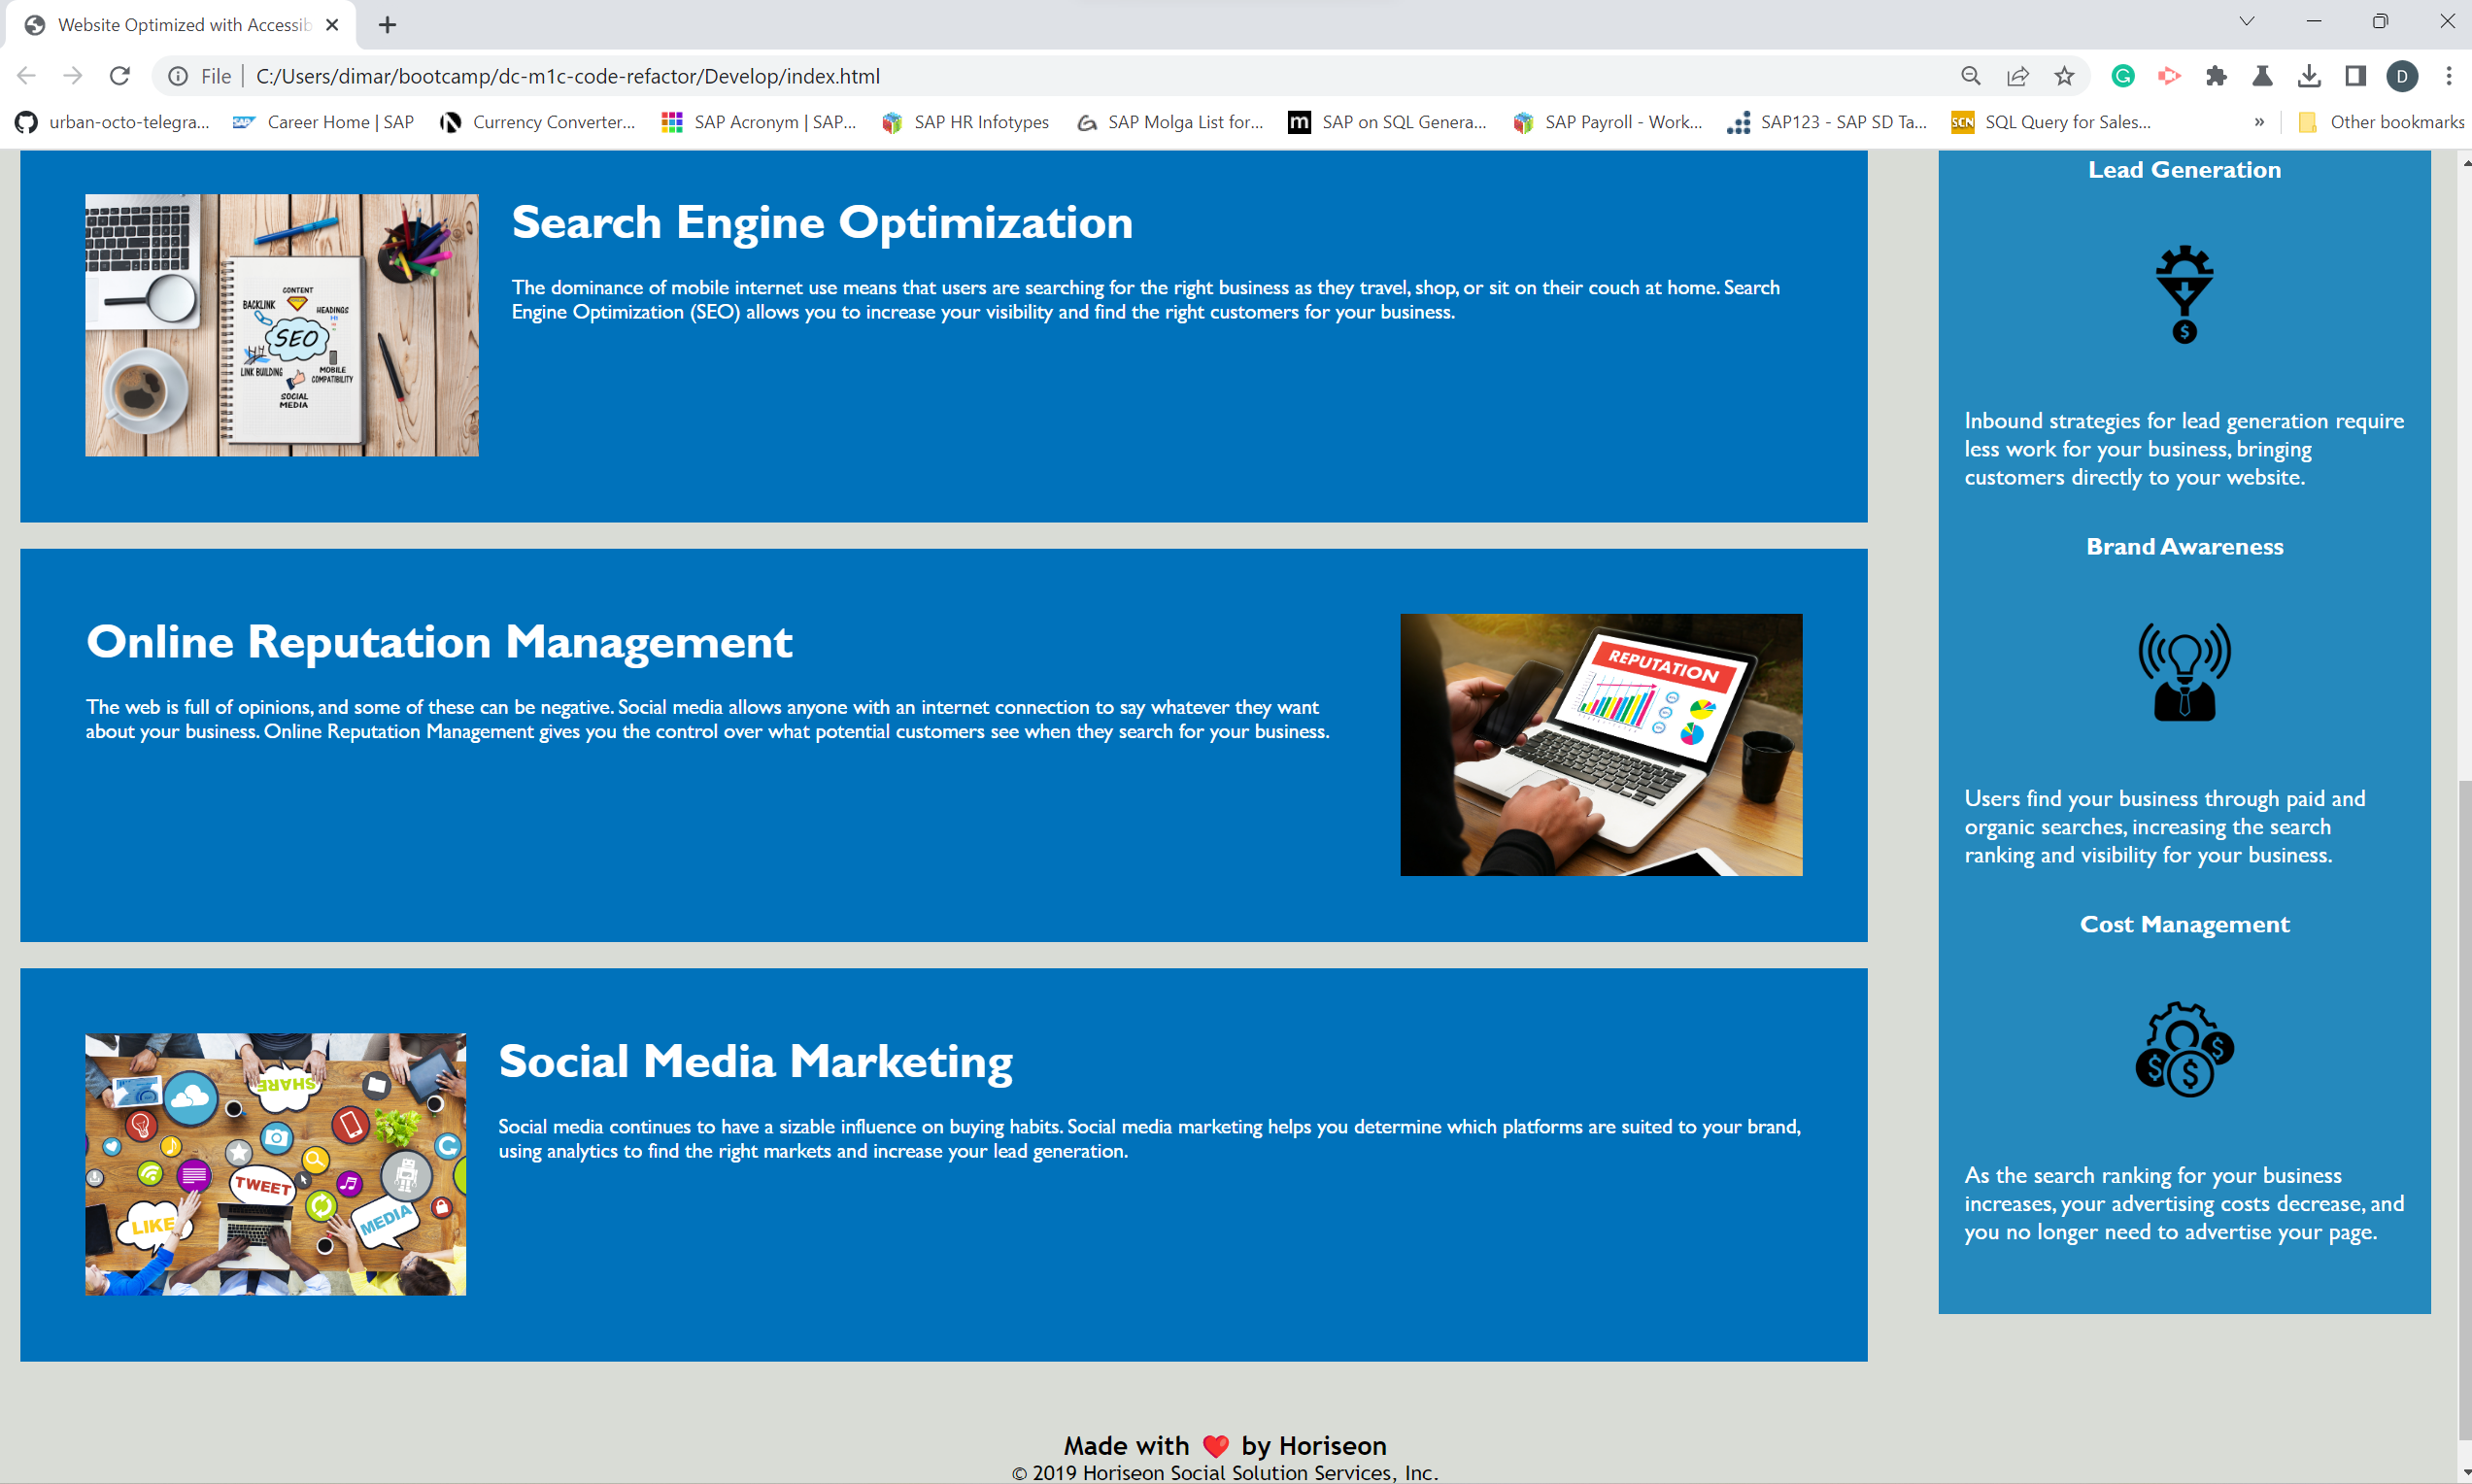 Website Optimized with Accessib
File
C:/Users/dimar/bootcamp/dc-m1c-code-refactor/Develop/index.html
D
urban-octo-telegra...
SAP
Career Home | SAP
Currency Converter...
SAP Acronym | SAP...
SAP HR Infotypes
SAP Molga List for...
m
SAP on SQL Genera...
SAP Payroll - Work...
SAP123 - SAP SD Ta...
SCN
SQL Query for Sales...
»
Other bookmarks
CONTENT
BACKLINK
HEADINGS
SEO
LINK BUILDING
MOBILE
COMPATIBILITY
SOCIAL
MEDIA
Search Engine Optimization
The dominance of mobile internet use means that users are searching for the right business as they travel, shop, or sit on their couch at home. Search
Engine Optimization (SEO) allows you to increase your visibility and find the right customers for your business.
Online Reputation Management
The web is full of opinions, and some of these can be negative. Social media allows anyone with an internet connection to say whatever they want
about your business. Online Reputation Management gives you the control over what potential customers see when they search for your business.
REPUTATION
SHARE
TWEET
LIKE
MEDIA
Social Media Marketing
Social media continues to have a sizable influence on buying habits. Social media marketing helps you determine which platforms are suited to your brand,
using analytics to find the right markets and increase your lead generation.
Lead Generation
$
Inbound strategies for lead generation require
less work for your business, bringing
customers directly to your website.
Brand Awareness
Users find your business through paid and
organic searches, increasing the search
ranking and visibility for your business.
Cost Management
$
$
$
As the search ranking for your business
increases, your advertising costs decrease, and
you no longer need to advertise your page.
Made with ❤️ by Horiseon
© 2019 Horiseon Social Solution Services, Inc.